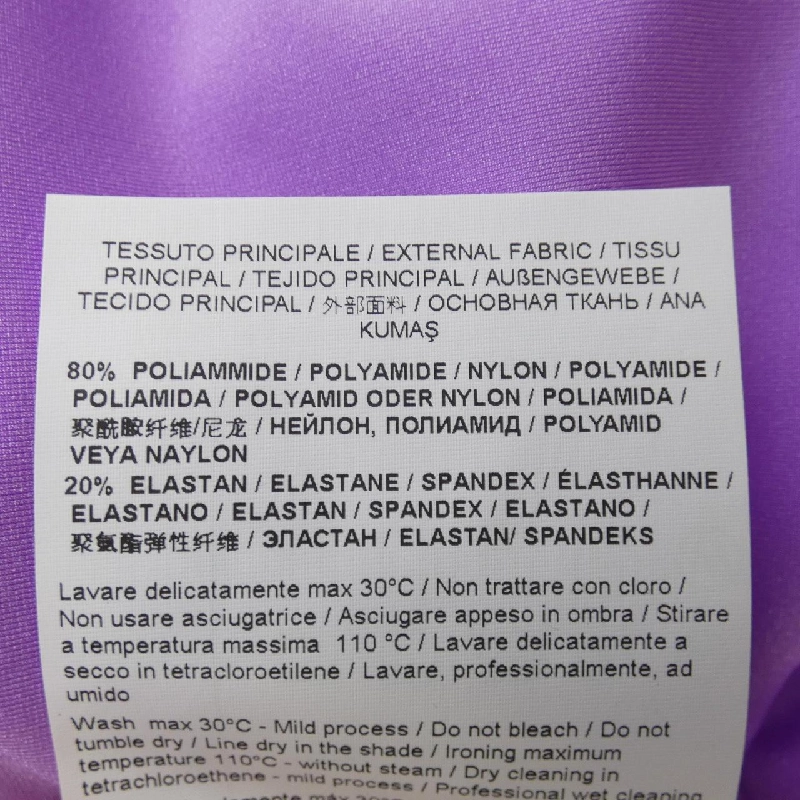 TESSUTO PRINCIPALE / EXTERNAL FABRIC / TISSU
PRINCIPAL / TEJIDO PRINCIPAL / AUßENGEWEBE /
TECIDO PRINCIPAL / 外部面料 / ОСНОВНАЯ ТКАНЬ / ANA
KUMAŞ
80% POLIAMMIDE / POLYAMIDE / NYLON / POLYAMIDE /
POLIAMIDA / POLYAMID ODER NYLON / POLIAMIDA /
聚酰胺纤维/尼龙 / НЕЙЛОН, ПОЛИАМИД / POLYAMID
VEYA NAYLON
20% ELASTAN / ELASTANE / SPANDEX / ÉLASTHANNE /
ELASTANO / ELASTAN / SPANDEX / ELASTANO /
聚氨酯弹性纤维 / ЭЛАСТАН / ELASTAN/ SPANDEKS
Lavare delicatamente max 30°C / Non trattare con cloro /
Non usare asciugatrice / Asciugare appeso in ombra / Stirare
a temperatura massima 110 °C / Lavare delicatamente a
secco in tetracloroetilene / Lavare, professionalmente, ad
umido
Wash max 30°C - Mild process / Do not bleach / Do not
tumble dry / Line dry in the shade / Ironing maximum
temperature 110°C - without steam / Dry cleaning in
tetrachloroethene - mild process / Professional wet cleaning